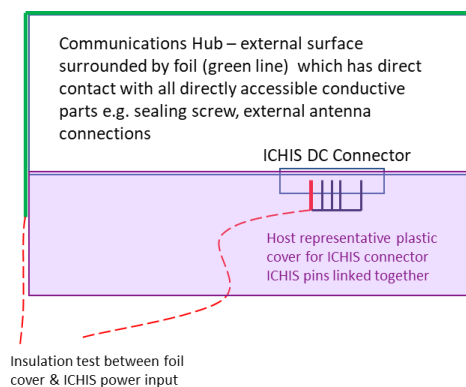 Communications Hub – external surface
surrounded by foil (green line)  which has direct
contact with all directly accessible conductive
parts e.g. sealing screw, external antenna
connections
ICHIS DC Connector
Host representative plastic
cover for ICHIS connector
ICHIS pins linked together
Insulation test between foil
cover & ICHIS power input